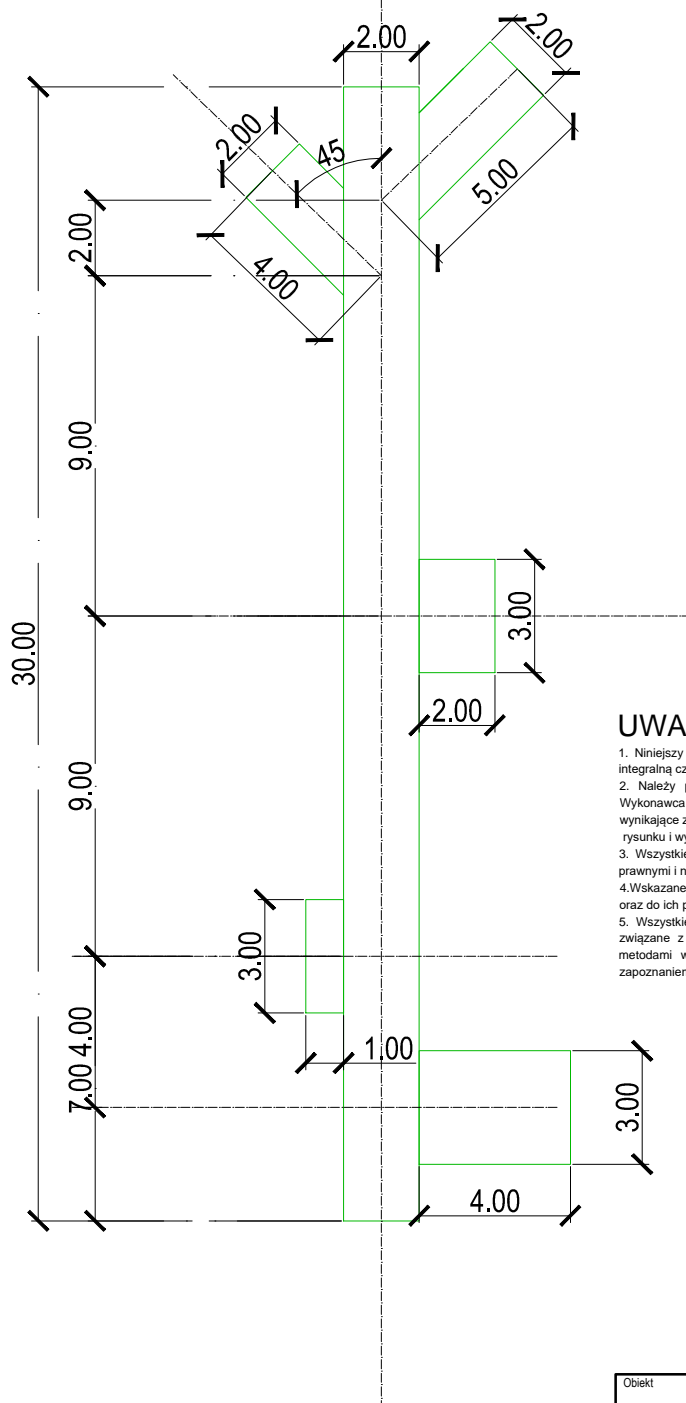 2.00
2.00
2.00
45
5.00
2.00
4.00
9.00
30.00
3.00
2.00
9.00
3.00
4.00
1.00
7.00
3.00
4.00
UWA
1. Niniejszy
integralną cz
2. Należy p
Wykonawca
wynikające z
rysunku i wy
3. Wszystkie
prawnymi i n
4.Wskazane
oraz do ich p
5. Wszystkie
związane z
metodami w
zapoznaniem
Obiekt